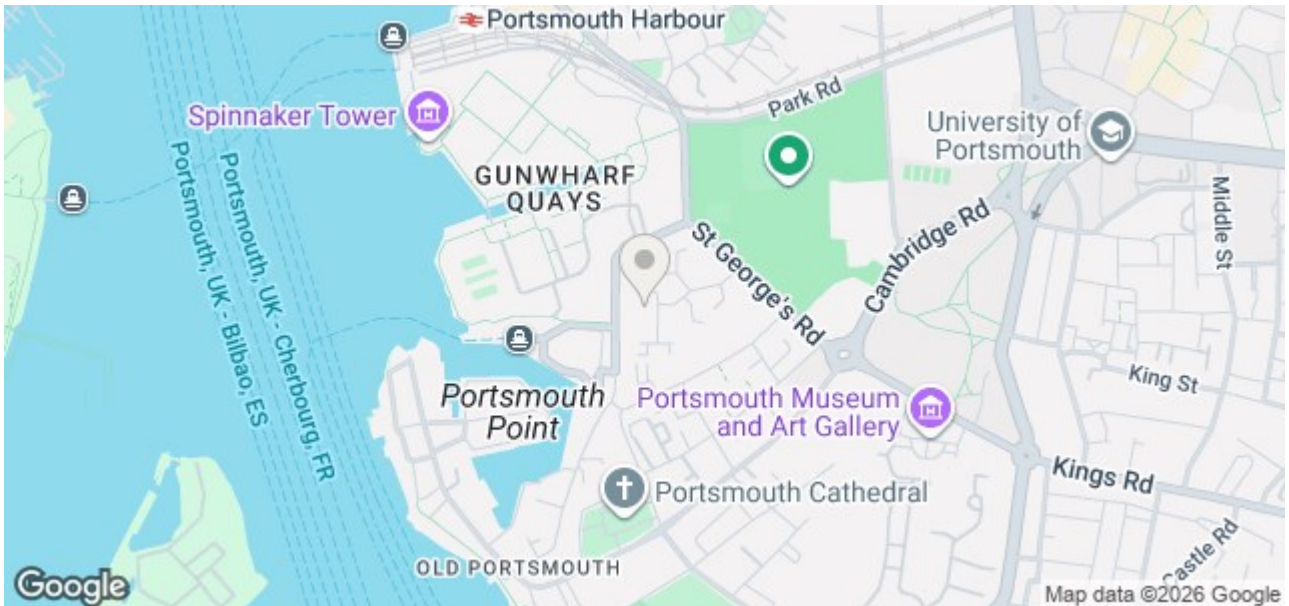 Portsmouth Harbour
Park Rd
Spinnaker Tower
University of
Portsmouth
GUNWHARF
QUAYS
Middle St
Cambridge Rd
St George's Rd
Portsmouth, UK - Bilbao, ES
Portsmouth, UK - Cherbourg, FR
King St
Portsmouth
Point
Portsmouth Museum
and Art Gallery
Kings Rd
Portsmouth Cathedral
Castle Rd
OLD PORTSMOUTH
Google
Map data ©2026 Google